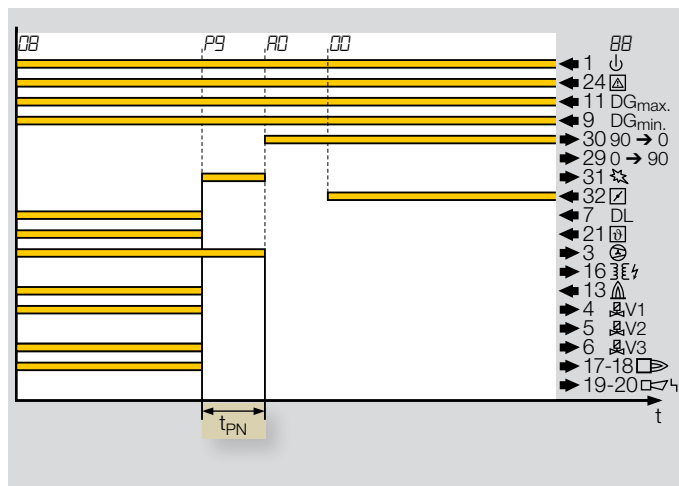 08 P9 A0 00 88
1
24
11 DGmax.
9 DGmin.
30 90 → 0
29 0 → 90
31
32
7 DL
21 ϑ
3
16
13
4 V1
5 V2
6 V3
17-18
19-20
t
tPN